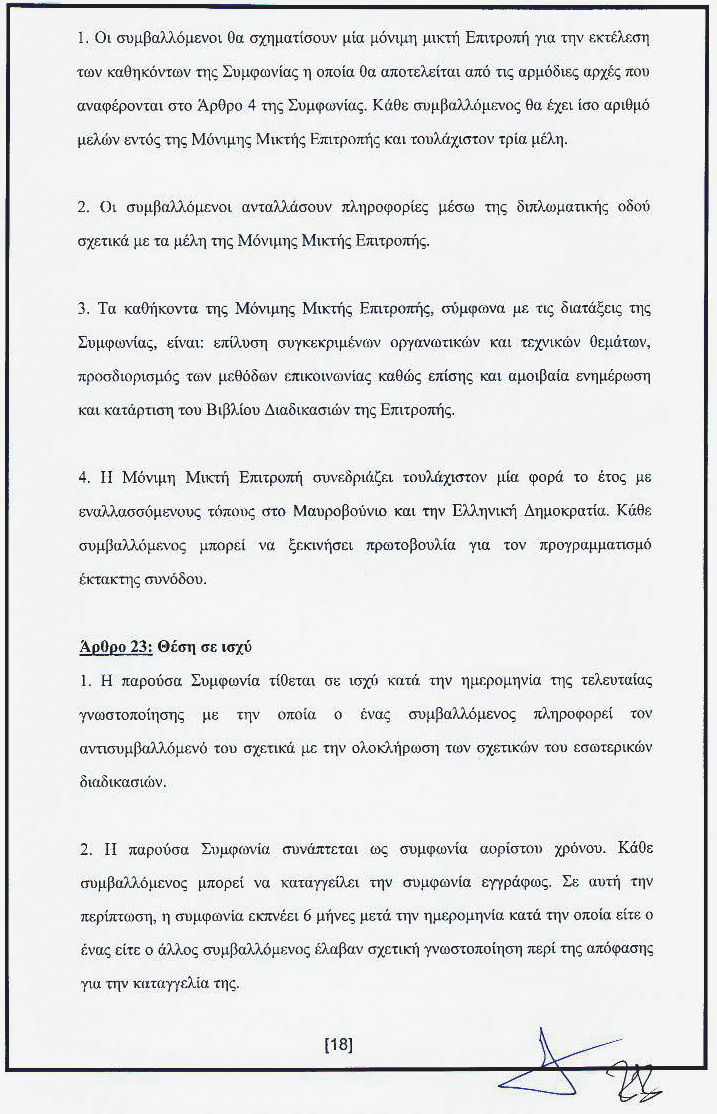 1. Οι συμβαλλόμενοι θα σχηματίσουν μία μόνιμη μικτή Επιτροπή για την εκτέλεση
των καθηκόντων της Συμφωνίας η οποία θα αποτελείται από τις αρμόδιες αρχές που
αναφέρονται στο Άρθρο 4 της Συμφωνίας. Κάθε συμβαλλόμενος θα έχει ίσο αριθμό
μελών εντός της Μόνιμης Μικτής Επιτροπής και τουλάχιστον τρία μέλη.
2. Οι συμβαλλόμενοι ανταλλάσουν πληροφορίες μέσω της διπλωματικής οδού
σχετικά με τα μέλη της Μόνιμης Μικτής Επιτροπής.
3. Τα καθήκοντα της Μόνιμης Μικτής Επιτροπής, σύμφωνα με τις διατάξεις της
Συμφωνίας, είναι: επίλυση συγκεκριμένων οργανωτικών και τεχνικών θεμάτων,
προσδιορισμός των μεθόδων επικοινωνίας καθώς επίσης και αμοιβαία ενημέρωση
και κατάρτιση του Βιβλίου Διαδικασιών της Επιτροπής.
4. Η Μόνιμη Μικτή Επιτροπή συνεδριάζει τουλάχιστον μία φορά το έτος με
εναλλασσόμενους τόπους στο Μαυροβούνιο και την Ελληνική Δημοκρατία. Κάθε
συμβαλλόμενος μπορεί να ξεκινήσει πρωτοβουλία για τον προγραμματισμό
έκτακτης συνόδου.
Άρθρο 23: Θέση σε ισχύ
1. Η παρούσα Συμφωνία τίθεται σε ισχύ κατά την ημερομηνία της τελευταίας
γνωστοποίησης με την οποία ο ένας συμβαλλόμενος πληροφορεί τον
αντισυμβαλλόμενό του σχετικά με την ολοκλήρωση των σχετικών του εσωτερικών
διαδικασιών.
2. Η παρούσα Συμφωνία συνάπτεται ως συμφωνία αορίστου χρόνου. Κάθε
συμβαλλόμενος μπορεί να καταγγείλει την συμφωνία εγγράφως. Σε αυτή την
περίπτωση, η συμφωνία εκπνέει 6 μήνες μετά την ημερομηνία κατά την οποία είτε ο
ένας είτε ο άλλος συμβαλλόμενος έλαβαν σχετική γνωστοποίηση περί της απόφασης
για την καταγγελία της.
[18]